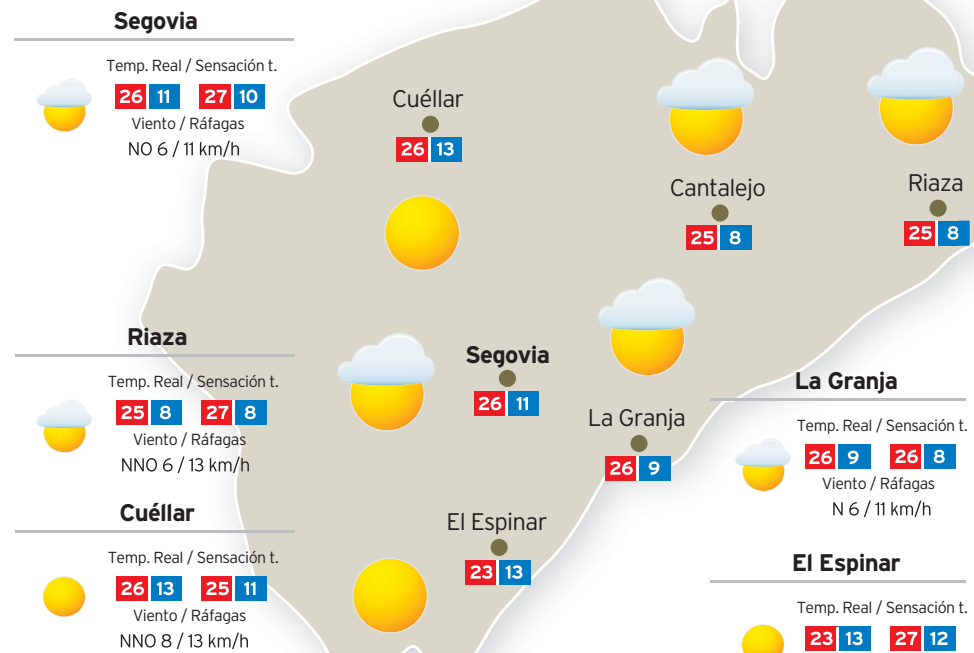 Segovia
Temp. Real / Sensación t.
26 11 27 10
Viento / Ráfagas
NO 6 / 11 km/h
Riaza
Temp. Real / Sensación t.
25 8 27 8
Viento / Ráfagas
NNO 6 / 13 km/h
Cuéllar
Temp. Real / Sensación t.
26 13 25 11
Viento / Ráfagas
NNO 8 / 13 km/h
Cuéllar
26 13
Cantalejo
25 8
Riaza
25 8
Segovia
26 11
La Granja
26 9
El Espinar
23 13
La Granja
Temp. Real / Sensación t.
26 9 26 8
Viento / Ráfagas
N 6 / 11 km/h
El Espinar
Temp. Real / Sensación t.
23 13 27 12